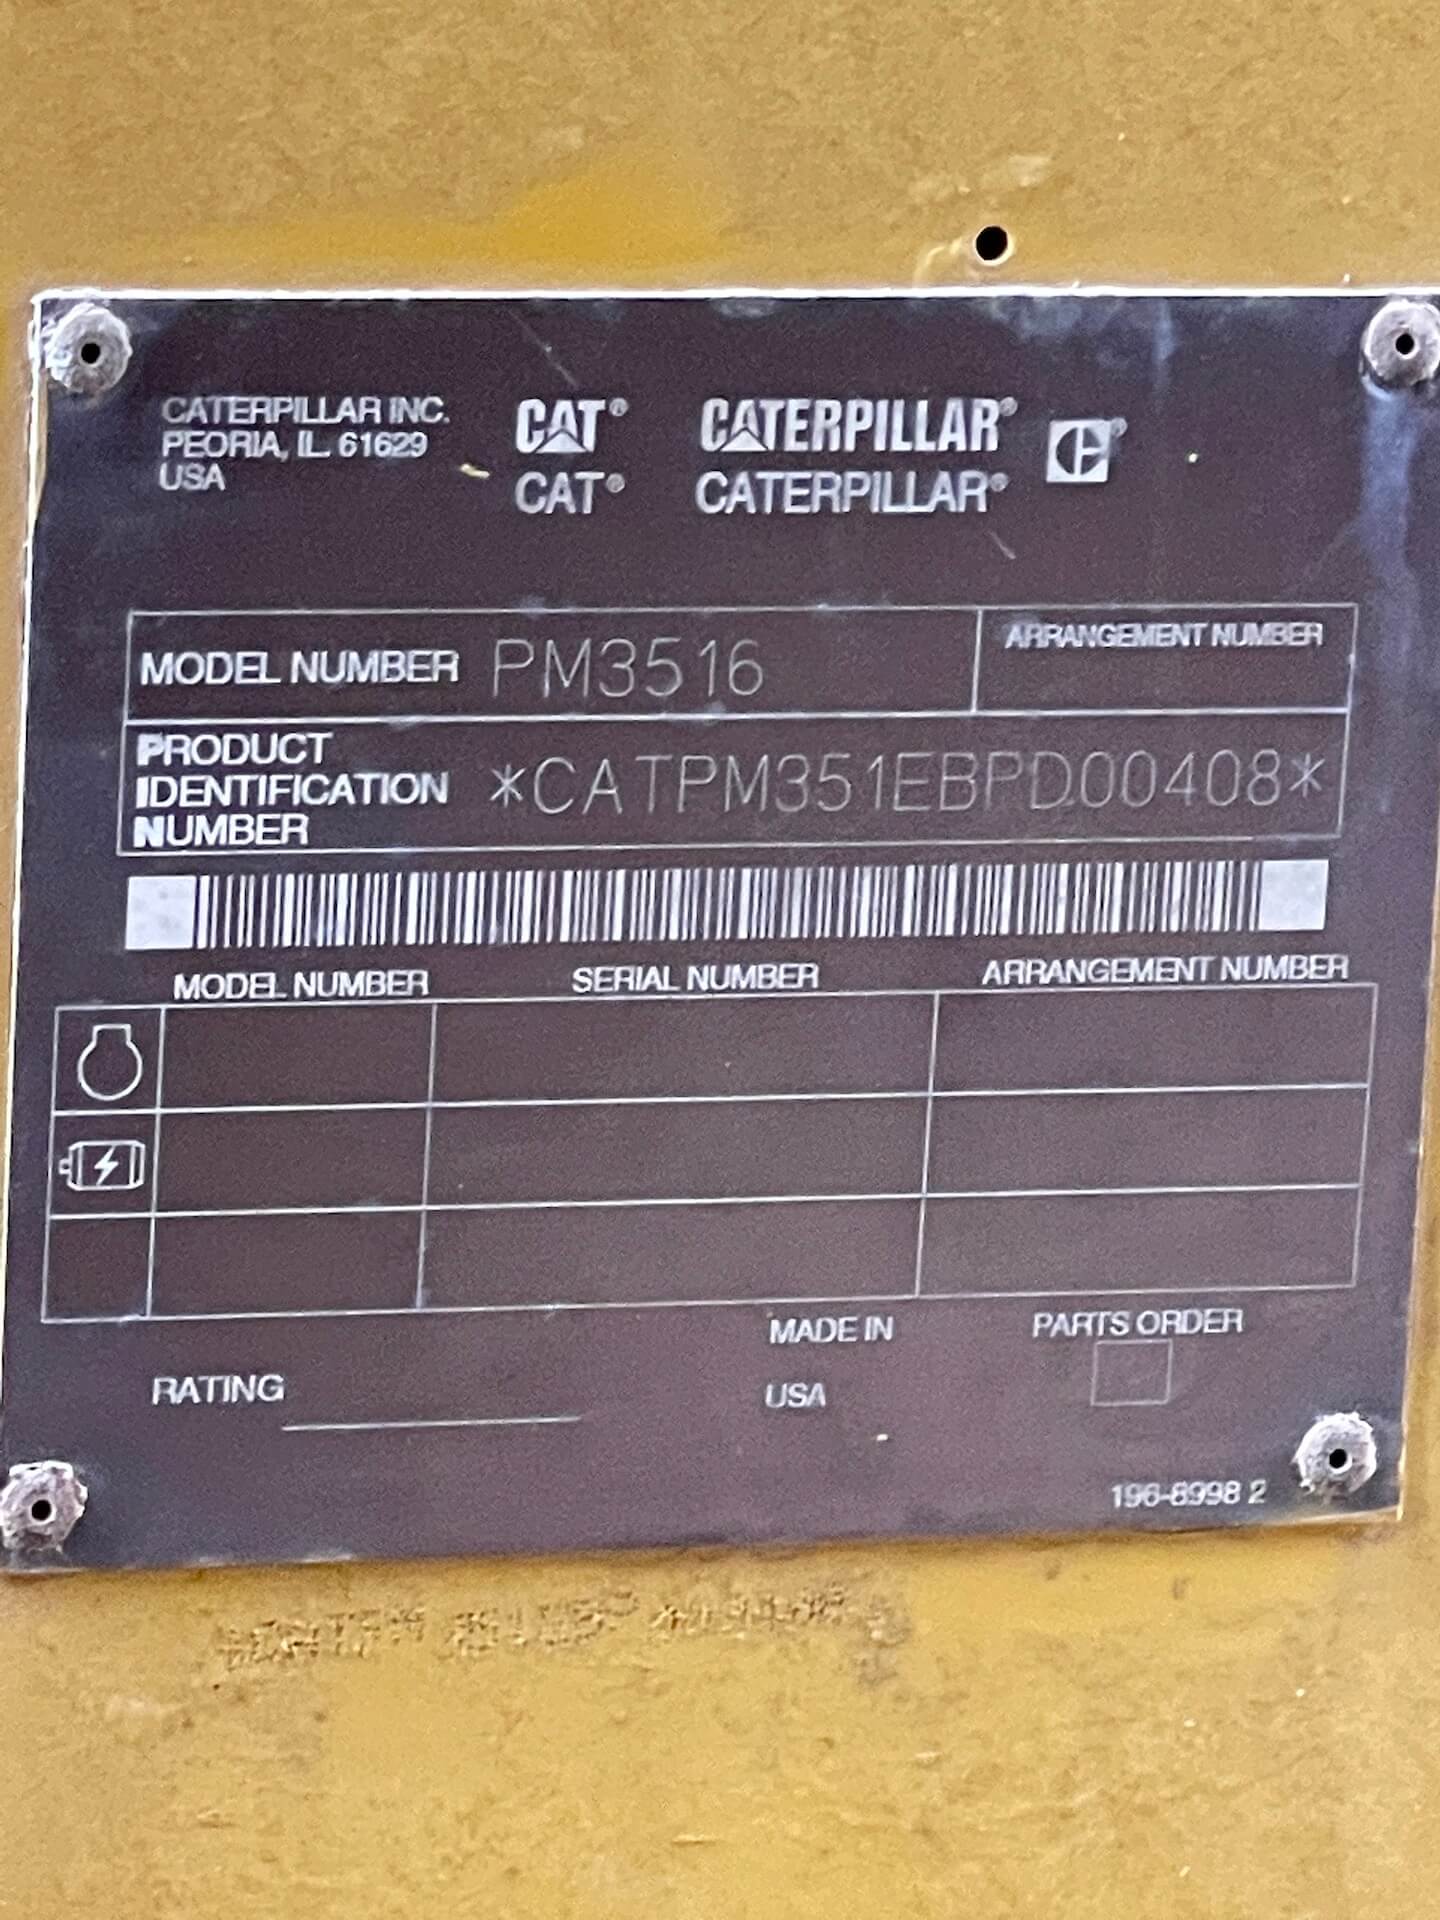 CATERPILLAR INC.
PEORIA, IL. 61629
USA
CAT® CATERPILLAR®
CAT® CATERPILLAR®
MODEL NUMBER PM3516
ARRANGEMENT NUMBER
PRODUCT
IDENTIFICATION
NUMBER
*CATPM351EBPD00408*
MODEL NUMBER SERIAL NUMBER ARRANGEMENT NUMBER
MADE IN
USA
PARTS ORDER
RATING
196-8998 2